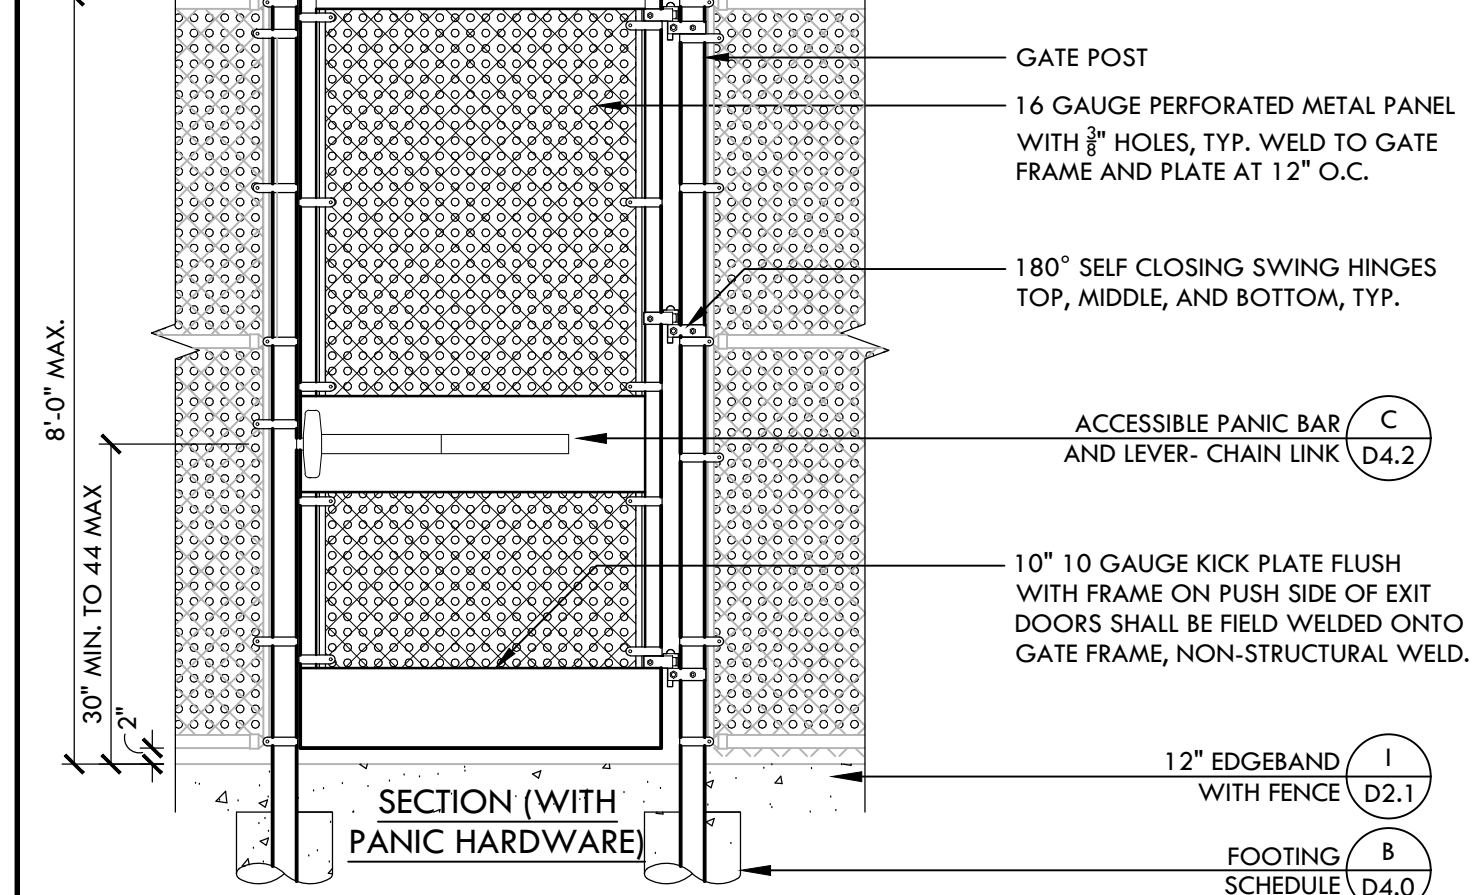 GATE POST
16 GAUGE PERFORATED METAL PANEL
WITH 3/8" HOLES, TYP. WELD TO GATE
FRAME AND PLATE AT 12" O.C.
180° SELF CLOSING SWING HINGES
TOP, MIDDLE, AND BOTTOM, TYP.
8'-0" MAX.
30" MIN. TO 44 MAX
2"
ACCESSIBLE PANIC BAR
AND LEVER- CHAIN LINK
C
D4.2
10" 10 GAUGE KICK PLATE FLUSH
WITH FRAME ON PUSH SIDE OF EXIT
DOORS SHALL BE FIELD WELDED ONTO
GATE FRAME, NON-STRUCTURAL WELD.
12" EDGEBAND
WITH FENCE
I
D2.1
SECTION (WITH
PANIC HARDWARE)
FOOTING
SCHEDULE
B
D4.0